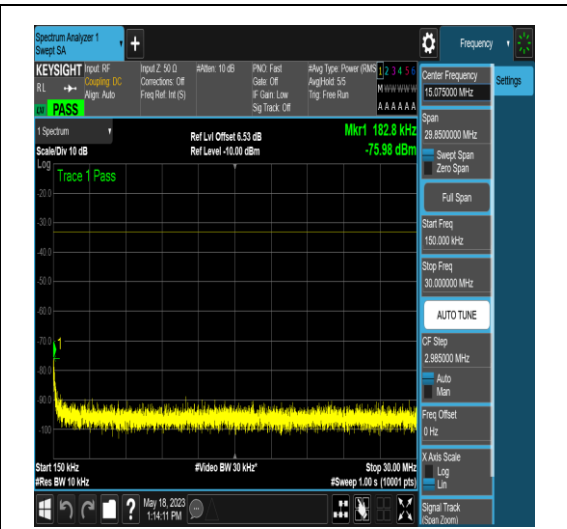 Spectrum Analyzer 1
Swept SA
+
Frequency
KEYSIGHT
Input: RF
Coupling: DC
Align: Auto
RL
PASS
Input Z: 50 Ω
Corrections: Off
Freq Ref: Int (S)
#Atten: 10 dB
PNO: Fast
Gate: Off
IF Gain: Low
Sig Track: Off
#Avg Type: Power (RMS
Avg|Hold: 5/5
Trig: Free Run
1 2 3 4 5 6
M W W W W W
A A A A A A
Center Frequency
15.075000 MHz
Settings
Span
29.8500000 MHz
Swept Span
Zero Span
Full Span
Start Freq
150.000 kHz
Stop Freq
30.000000 MHz
AUTO TUNE
CF Step
2.985000 MHz
Auto
Man
Freq Offset
0 Hz
X Axis Scale
Log
Lin
Signal Track
(Span Zoom)
1 Spectrum
Scale/Div 10 dB
Ref Lvl Offset 6.53 dB
Ref Level -10.00 dBm
Mkr1 182.8 kHz
-75.98 dBm
Log
Trace 1 Pass
-20.0
-30.0
-40.0
-50.0
-60.0
-70.0
1
-80.0
-90.0
-100
Start 150 kHz
#Res BW 10 kHz
#Video BW 30 kHz*
Stop 30.00 MHz
#Sweep 1.00 s (10001 pts)
?
May 18, 2023
1:14:11 PM